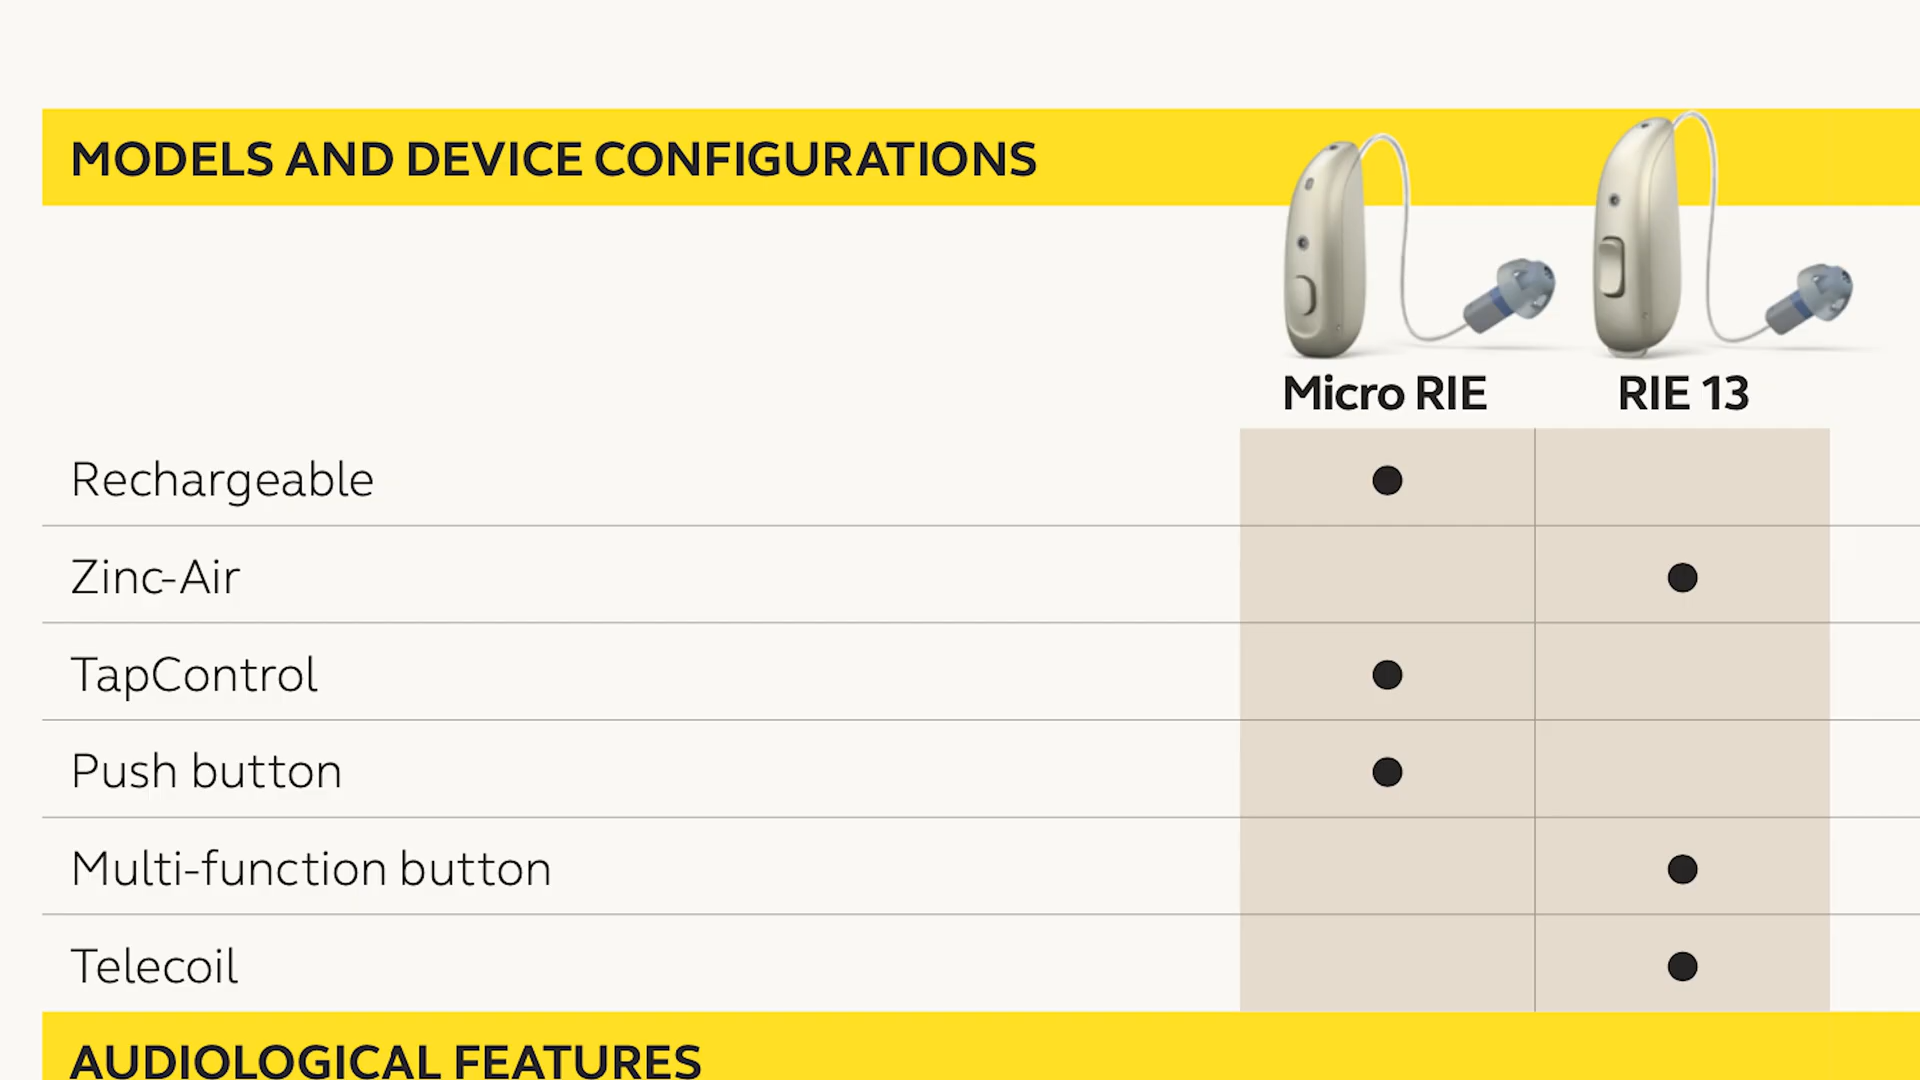 MODELS AND DEVICE CONFIGURATIONS
Micro RIE RIE 13
Rechargeable
Zinc-Air
TapControl
Push button
Multi-function button
Telecoil
AUDIOLOGICAL FEATURES